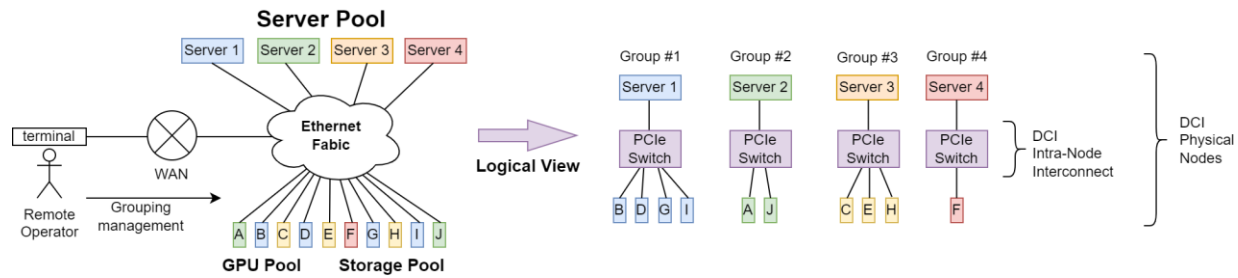 Server Pool
Server 1
Server 2
Server 3
Server 4
Ethernet
Fabic
terminal
WAN
Remote
Operator
Grouping
management
A
B
C
D
E
F
G
H
I
J
GPU Pool
Storage Pool
Logical View
Group #1
Group #2
Group #3
Group #4
Server 1
Server 2
Server 3
Server 4
PCIe
Switch
PCIe
Switch
PCIe
Switch
PCIe
Switch
B
D
G
I
A
J
C
E
H
F
DCI
Intra-Node
Interconnect
DCI
Physical
Nodes